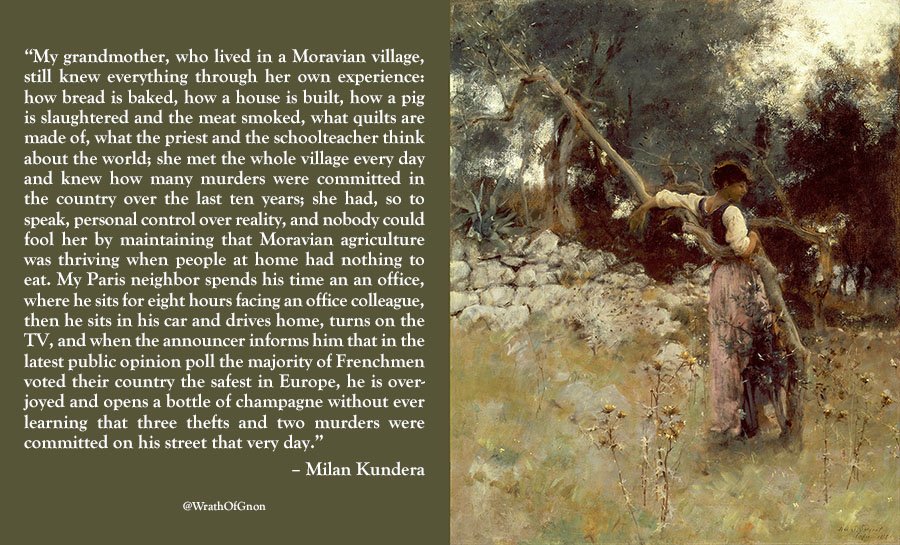 “My grandmother, who lived in a Moravian village,
still knew everything through her own experience:
how bread is baked, how a house is built, how a pig
is slaughtered and the meat smoked, what quilts are
made of, what the priest and the schoolteacher think
about the world; she met the whole village every day
and knew how many murders were committed in
the country over the last ten years; she had, so to
speak, personal control over reality, and nobody could
fool her by maintaining that Moravian agriculture
was thriving when people at home had nothing to
eat. My Paris neighbor spends his time an an office,
where he sits for eight hours facing an office colleague,
then he sits in his car and drives home, turns on the
TV, and when the announcer informs him that in the
latest public opinion poll the majority of Frenchmen
voted their country the safest in Europe, he is over-
joyed and opens a bottle of champagne without ever
learning that three thefts and two murders were
committed on his street that very day.”
– Milan Kundera
@WrathOfGnon